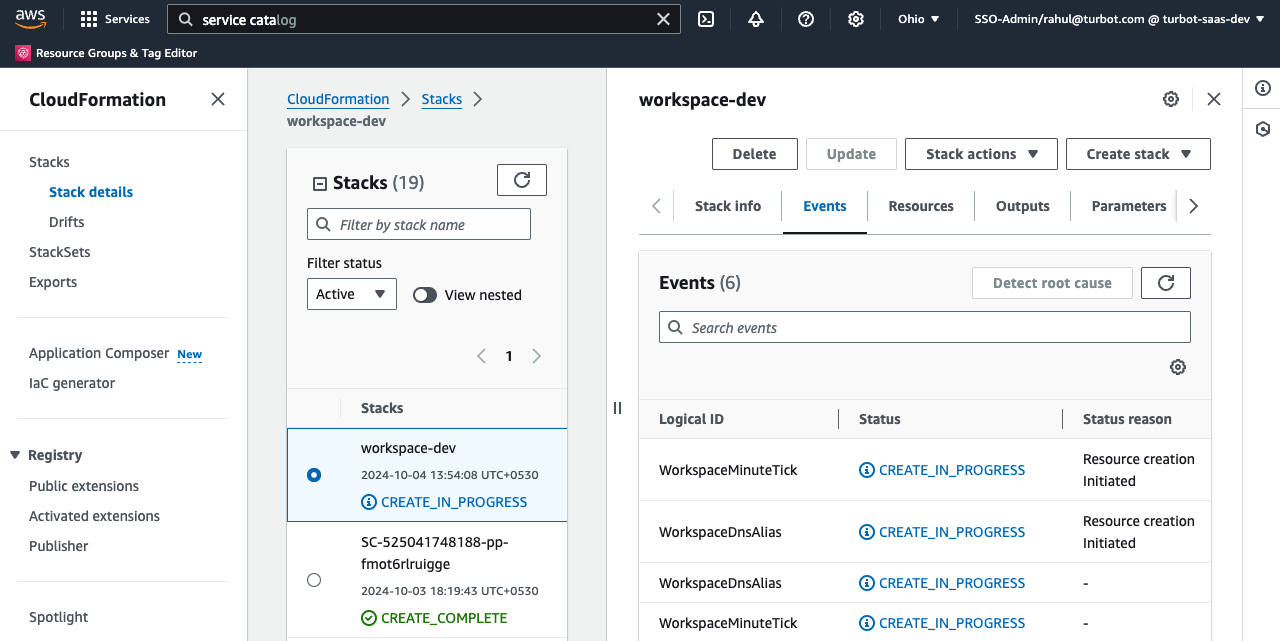 aws
Services
service catalog
Ohio
SSO-Admin/rahul@turbot.com @ turbot-saas-dev
Resource Groups & Tag Editor
CloudFormation
Stacks
Stack details
Drifts
StackSets
Exports
Application Composer New
IaC generator
Registry
Public extensions
Activated extensions
Publisher
Spotlight
CloudFormation
Stacks
workspace-dev
Stacks (19)
Filter by stack name
Filter status
Active
View nested
1
Stacks
workspace-dev
2024-10-04 13:54:08 UTC+0530
CREATE_IN_PROGRESS
SC-525041748188-pp-
fmot6rlruigge
2024-10-03 18:19:43 UTC+0530
CREATE_COMPLETE
workspace-dev
Delete
Update
Stack actions
Create stack
Stack info
Events
Resources
Outputs
Parameters
Events (6)
Detect root cause
Search events
Logical ID
Status
Status reason
WorkspaceMinuteTick
CREATE_IN_PROGRESS
Resource creation
Initiated
WorkspaceDnsAlias
CREATE_IN_PROGRESS
Resource creation
Initiated
WorkspaceDnsAlias
CREATE_IN_PROGRESS
-
WorkspaceMinuteTick
CREATE_IN_PROGRESS
-